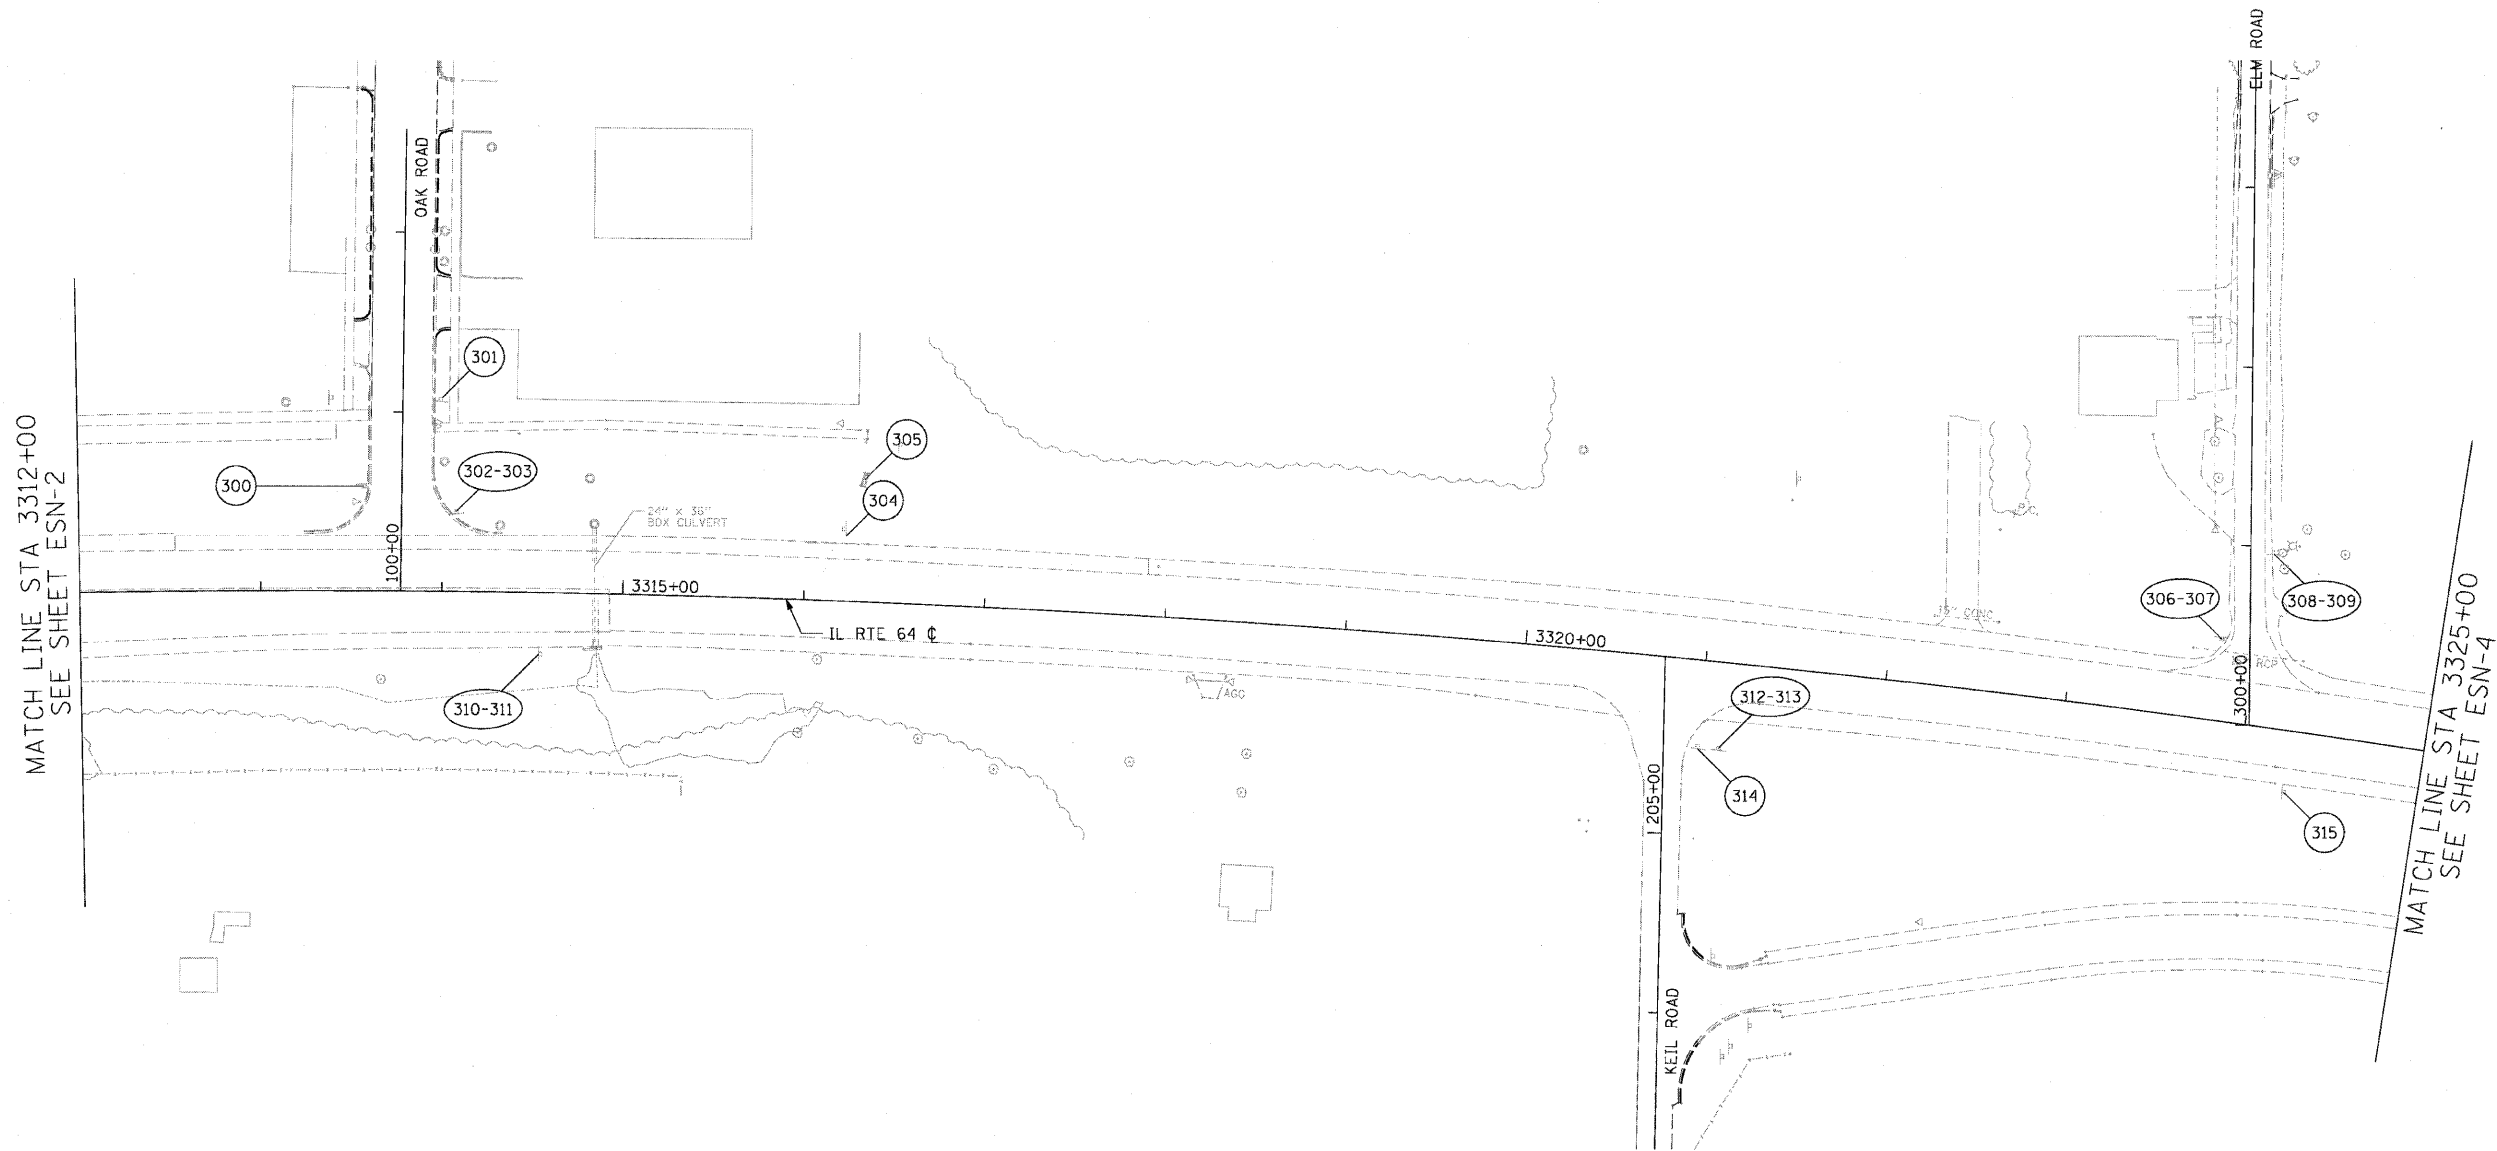 ELM ROAD
OAK ROAD
301
305
302-303
300
304
24" x 36"
BOX CULVERT
MATCH LINE STA 3312+00
SEE SHEET ESN-2
100+00
3315+00
IL RTE 64 ℄
3320+00
15" CONC
306-307
308-309
RCP
300+00
310-311
AGG
312-313
314
205+00
315
MATCH LINE STA 3325+00
SEE SHEET ESN-4
KEIL ROAD